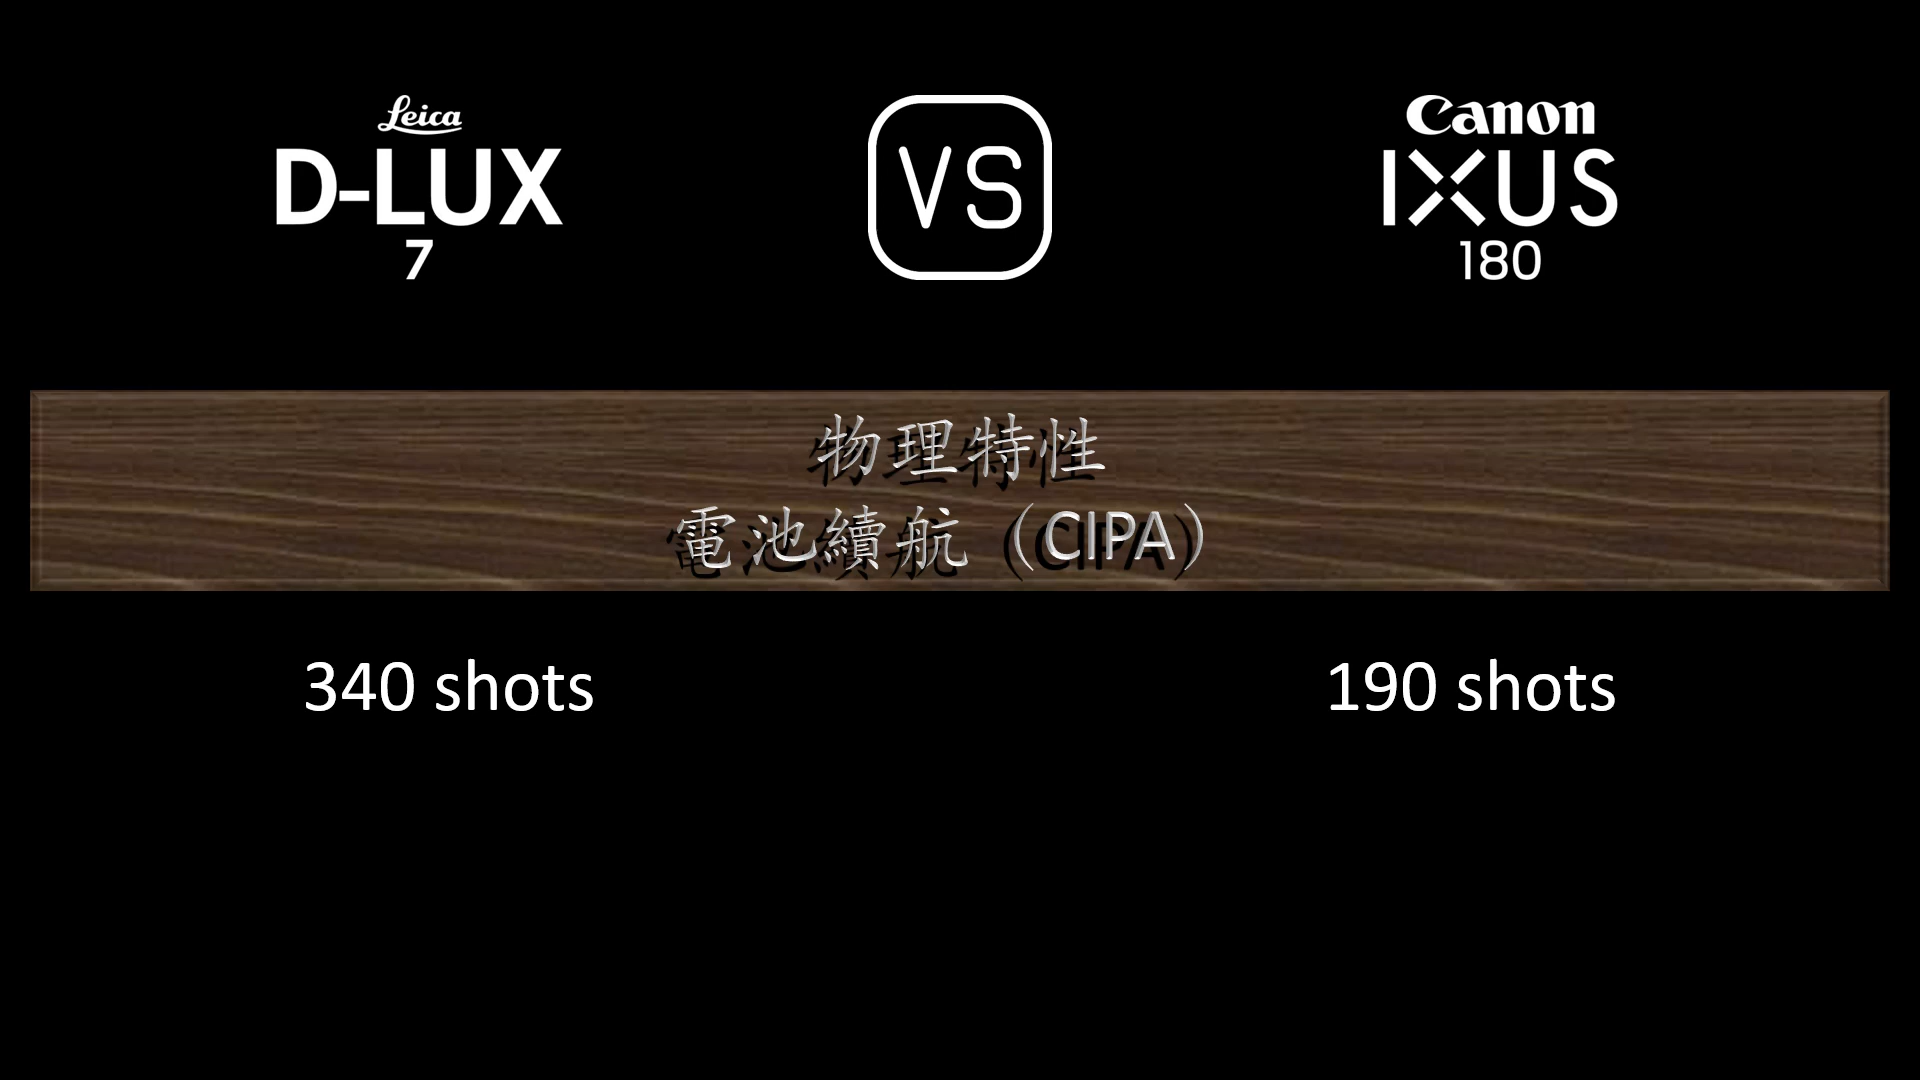 Leica
D-LUX
7
VS
Canon
IXUS
180
物理特性
電池續航（CIPA）
340 shots
190 shots